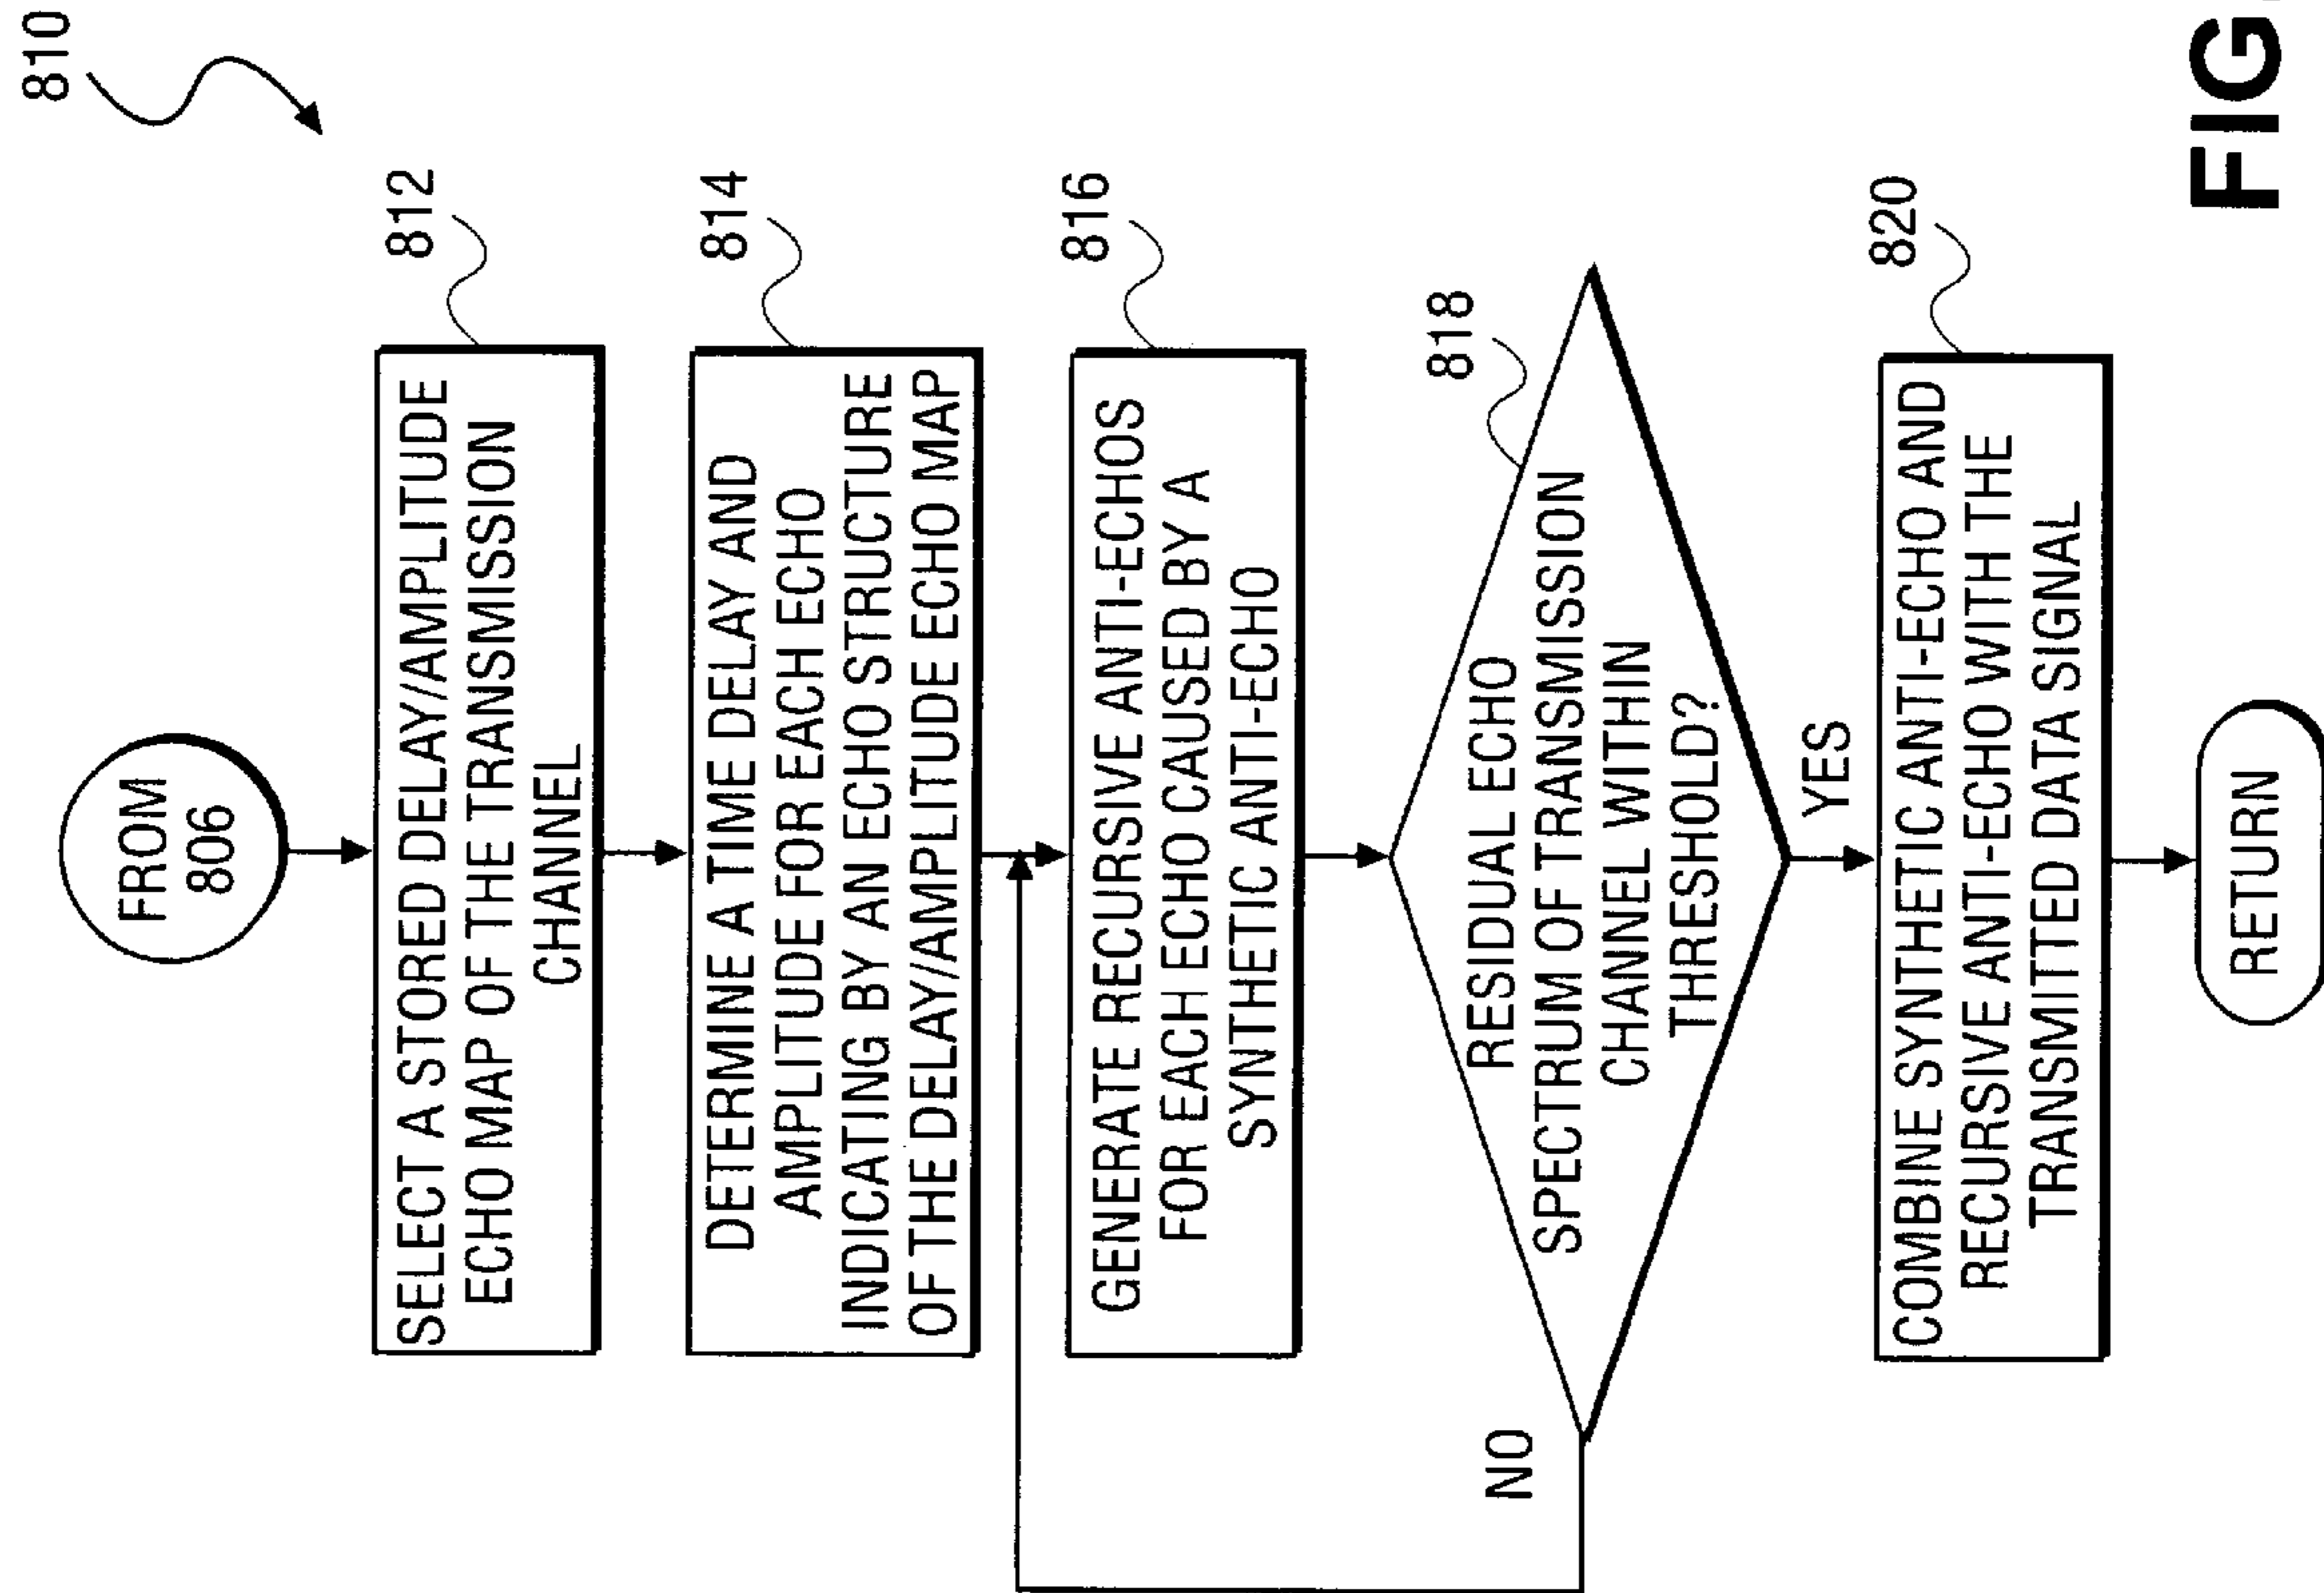 810
FROM
806
SELECT A STORED DELAY/AMPLITUDE
ECHO MAP OF THE TRANSMISSION
CHANNEL
812
DETERMINE A TIME DELAY AND
AMPLITUDE FOR EACH ECHO
INDICATING BY AN ECHO STRUCTURE
OF THE DELAY/AMPLITUDE ECHO MAP
814
GENERATE RECURSIVE ANTI-ECHOS
FOR EACH ECHO CAUSED BY A
SYNTHETIC ANTI-ECHO
816
RESIDUAL ECHO
SPECTRUM OF TRANSMISSION
CHANNEL WITHIN
THRESHOLD?
818
NO
YES
COMBINE SYNTHETIC ANTI-ECHO AND
RECURSIVE ANTI-ECHO WITH THE
TRANSMITTED DATA SIGNAL
820
RETURN
FIG.